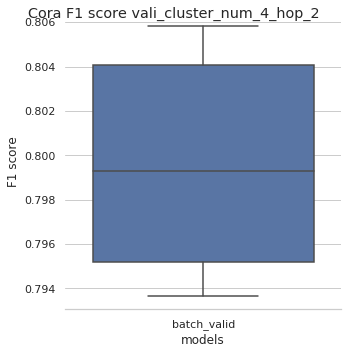 Cora F1 score vali_cluster_num_4_hop_2
0.806
0.804
0.802
0.800
0.798
0.796
0.794
F1 score
batch_valid
models